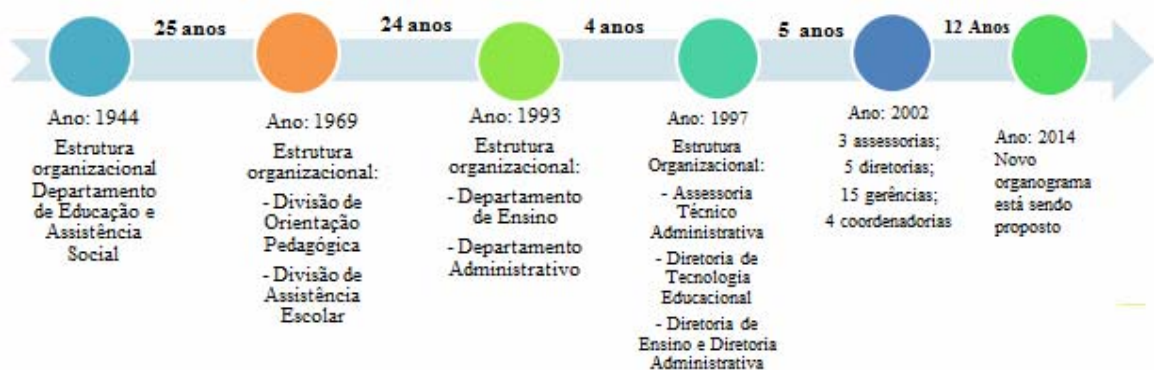 25 anos
24 anos
4 anos
5 anos
12 Anos
Ano: 1944
Estrutura
organizacional
Departamento
de Educação e
Assistência
Social
Ano: 1969
Estrutura
organizacional:
- Divisão de
Orientação
Pedagógica
- Divisão de
Assistência
Escolar
Ano: 1993
Estrutura
organizacional:
- Departamento
de Ensino
- Departamento
Administrativo
Ano: 1997
Estrutura
Organizacional:
- Assessoria
Técnico
Administrativa
- Diretoria de
Tecnologia
Educacional
- Diretoria de
Ensino e Diretoria
Administrativa
Ano: 2002
3 assessorias;
5 diretorias;
15 gerências;
4 coordenadorias
Ano: 2014
Novo
organograma
está sendo
proposto